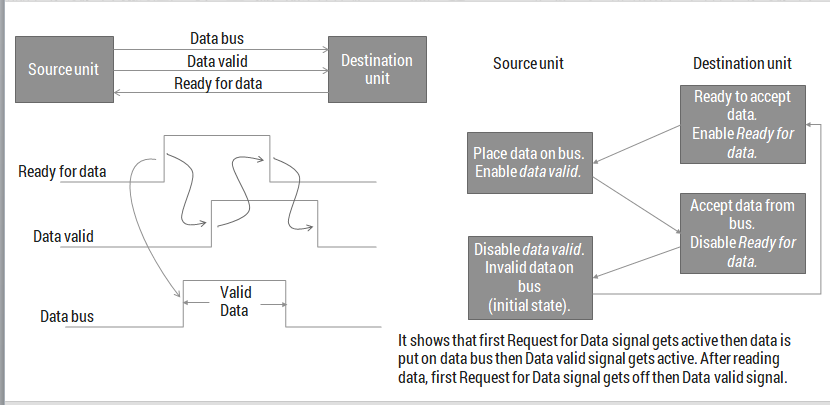 Data bus
Source unit
Data valid
Destination
unit
Ready for data
Ready for data
Data valid
Data bus
Valid
Data
Source unit
Destination unit
Ready to accept
data.
Enable Ready for
data.
Place data on bus.
Enable data valid.
Accept data from
bus.
Disable Ready for
data.
Disable data valid.
Invalid data on
bus
(initial state).
It shows that first Request for Data signal gets active then data is
put on data bus then Data valid signal gets active. After reading
data, first Request for Data signal gets off then Data valid signal.